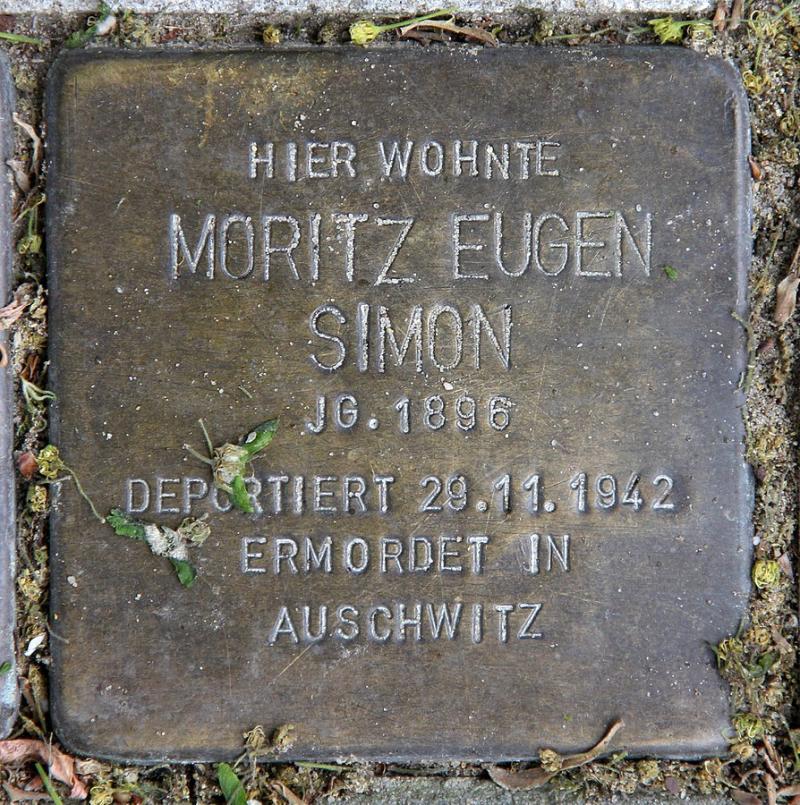 HIER WOHNTE
MORITZ EUGEN
SIMON
JG. 1896
DEPORTIERT 29.11.1942
ERMORDET IN
AUSCHWITZ